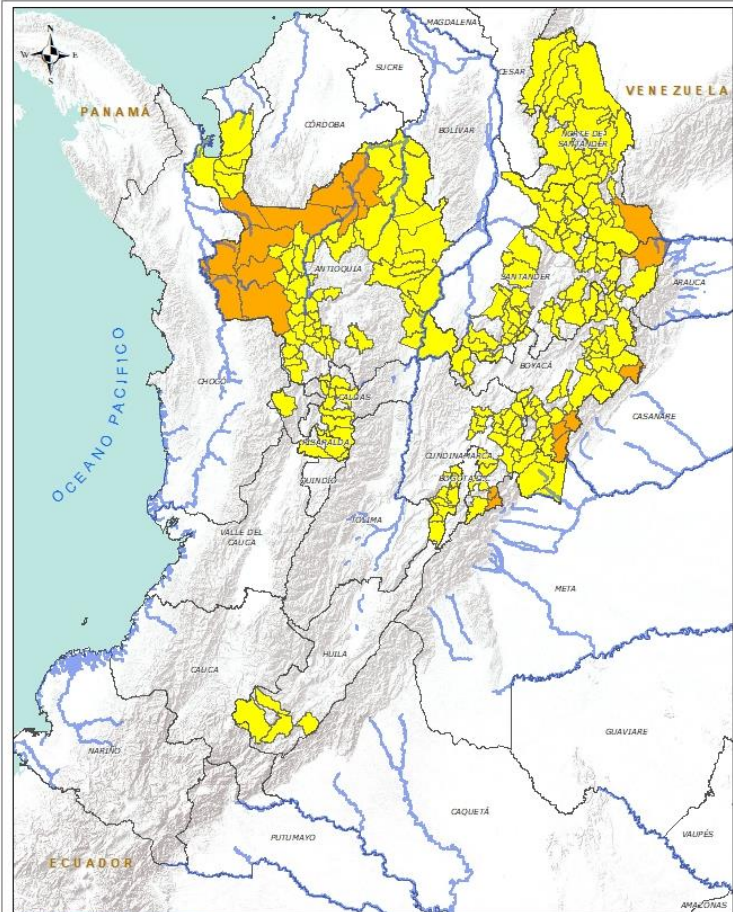 N
W E
S
MAGDALENA
SUCRE
CESAR
VENEZUELA
PANAMÁ
CÓRDOBA
BOLÍVAR
NORTE DE
SANTANDER
ANTIOQUIA
SANTANDER
ARAUCA
OCEANO PACIFICO
CHOCÓ
BOYACÁ
CALDAS
CASANARE
RISARALDA
CUNDINAMARCA
QUINDÍO
BOGOTÁ D.C.
TOLIMA
VALLE DEL
CAUCA
META
HUILA
CAUCA
GUAVIARE
NARIÑO
CAQUETÁ
PUTUMAYO
VAUPÉS
ECUADOR
AMAZONAS